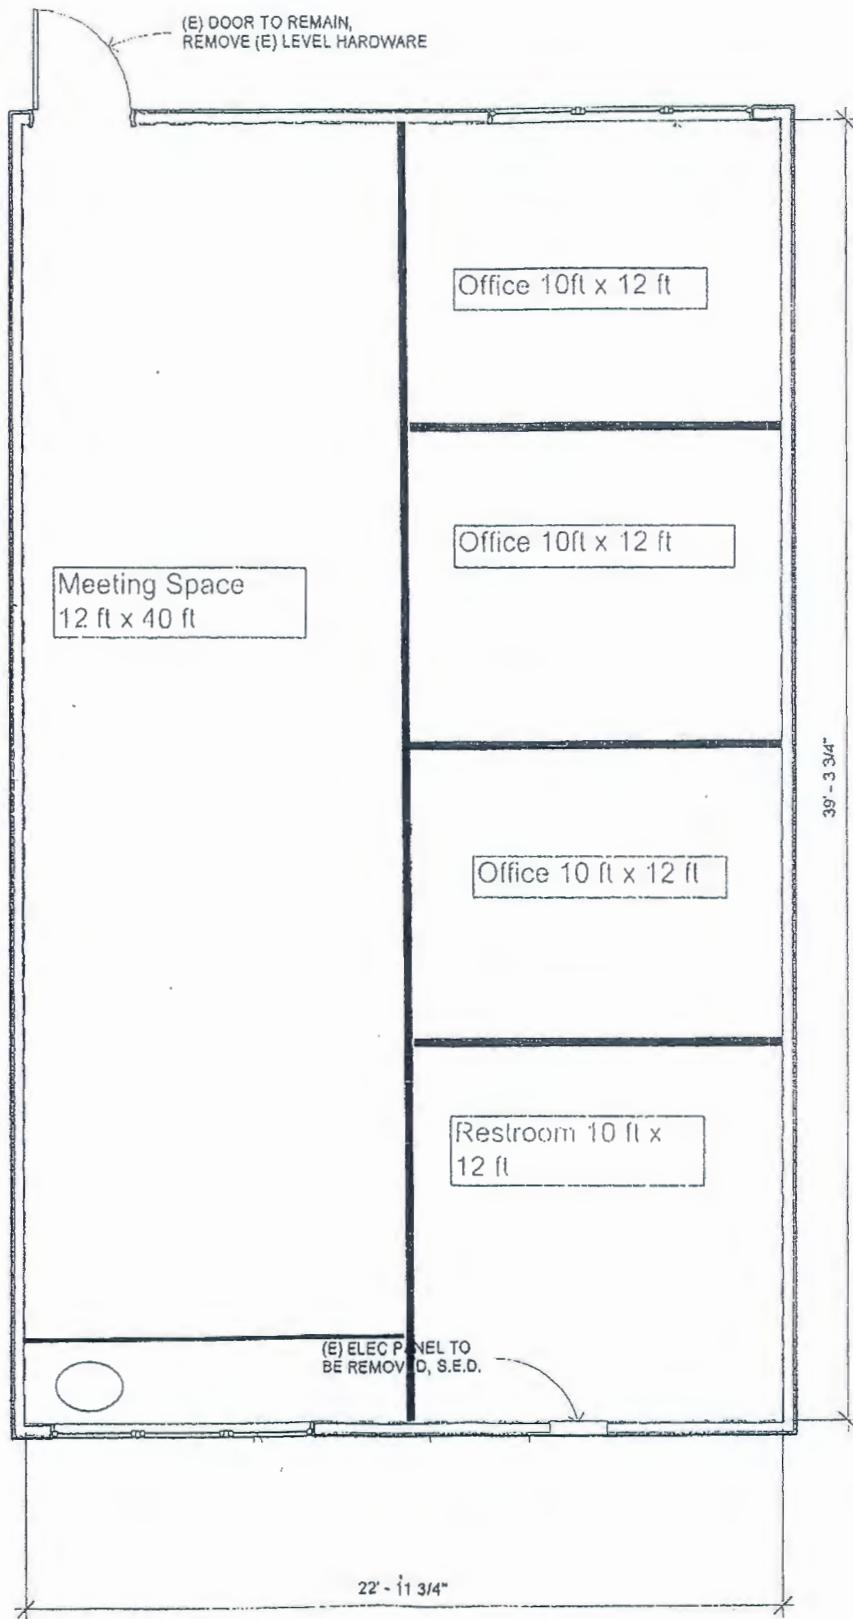 (E) DOOR TO REMAIN,
REMOVE (E) LEVEL HARDWARE
Office 10ft x 12 ft
Office 10ft x 12 ft
Meeting Space
12 ft x 40 ft
39' - 3 3/4"
Office 10 ft x 12 ft
Restroom 10 ft x
12 ft
(E) ELEC PANEL TO
BE REMOVED, S.E.D.
22' - 11 3/4"